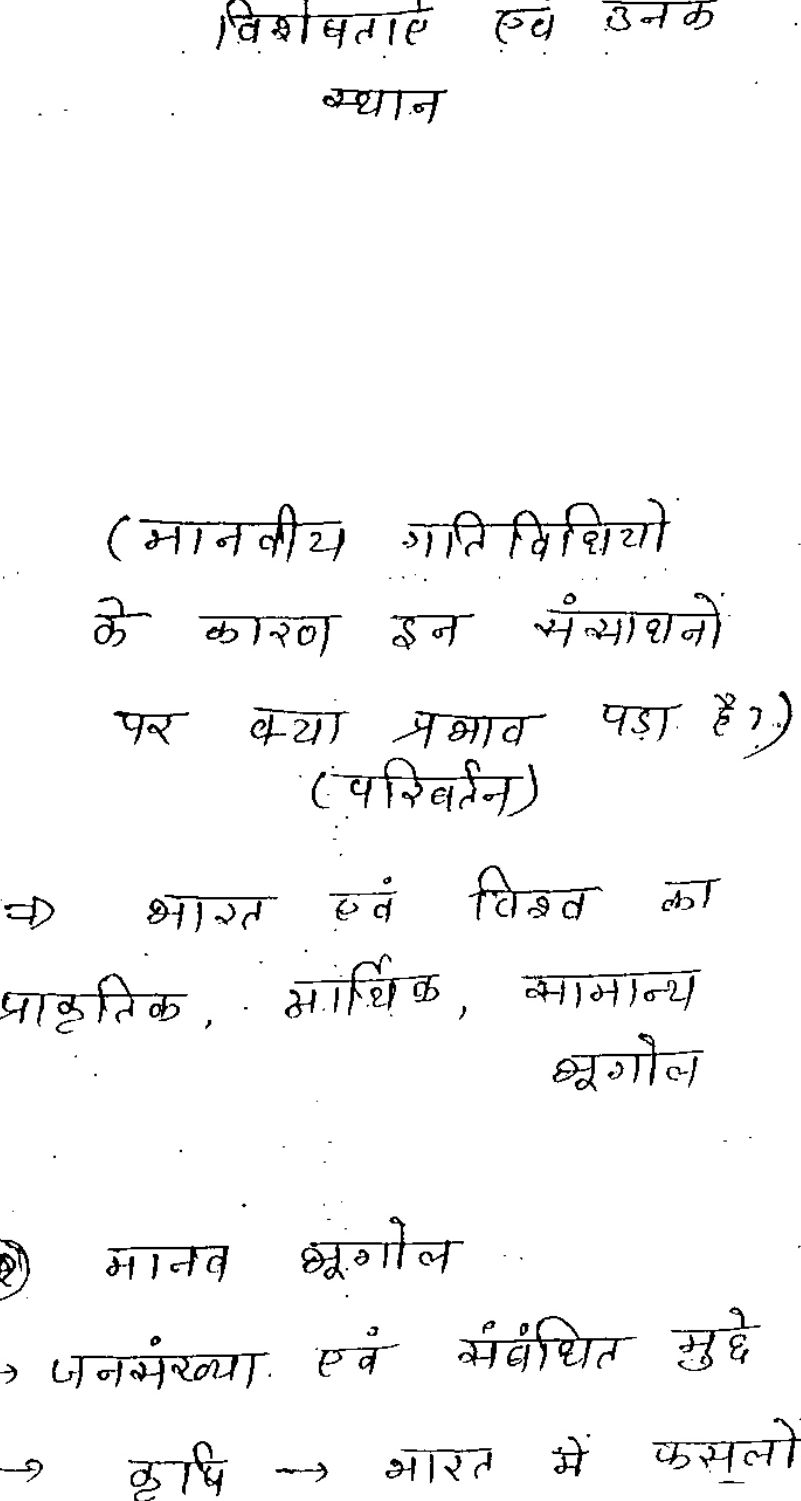 विशेषताएं एवं उनके
स्थान
(मानवीय गतिविधियों
के कारण इन संसाधनों
पर क्या प्रभाव पड़ा है?)
(परिवर्तन)
⇒ भारत एवं विश्व का
प्राकृतिक, आर्थिक, सामान्य
भूगोल
② मानव भूगोल
→ जनसंख्या एवं संबंधित मुद्दे
→ कृषि → भारत में फसलों